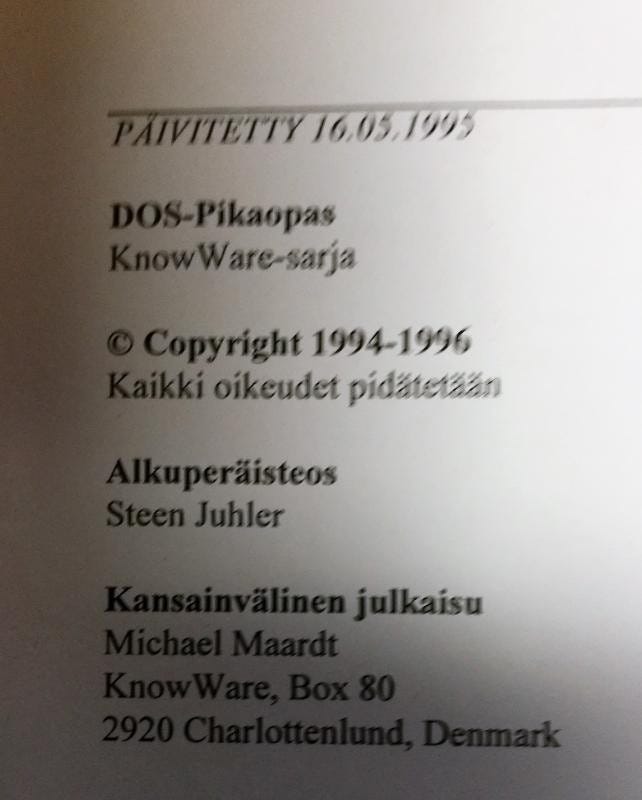 PÄIVITETTY 16.05.1995
DOS-Pikaopas
KnowWare-sarja
© Copyright 1994-1996
Kaikki oikeudet pidätetään
Alkuperäisteos
Steen Juhler
Kansainvälinen julkaisu
Michael Maardt
KnowWare, Box 80
2920 Charlottenlund, Denmark